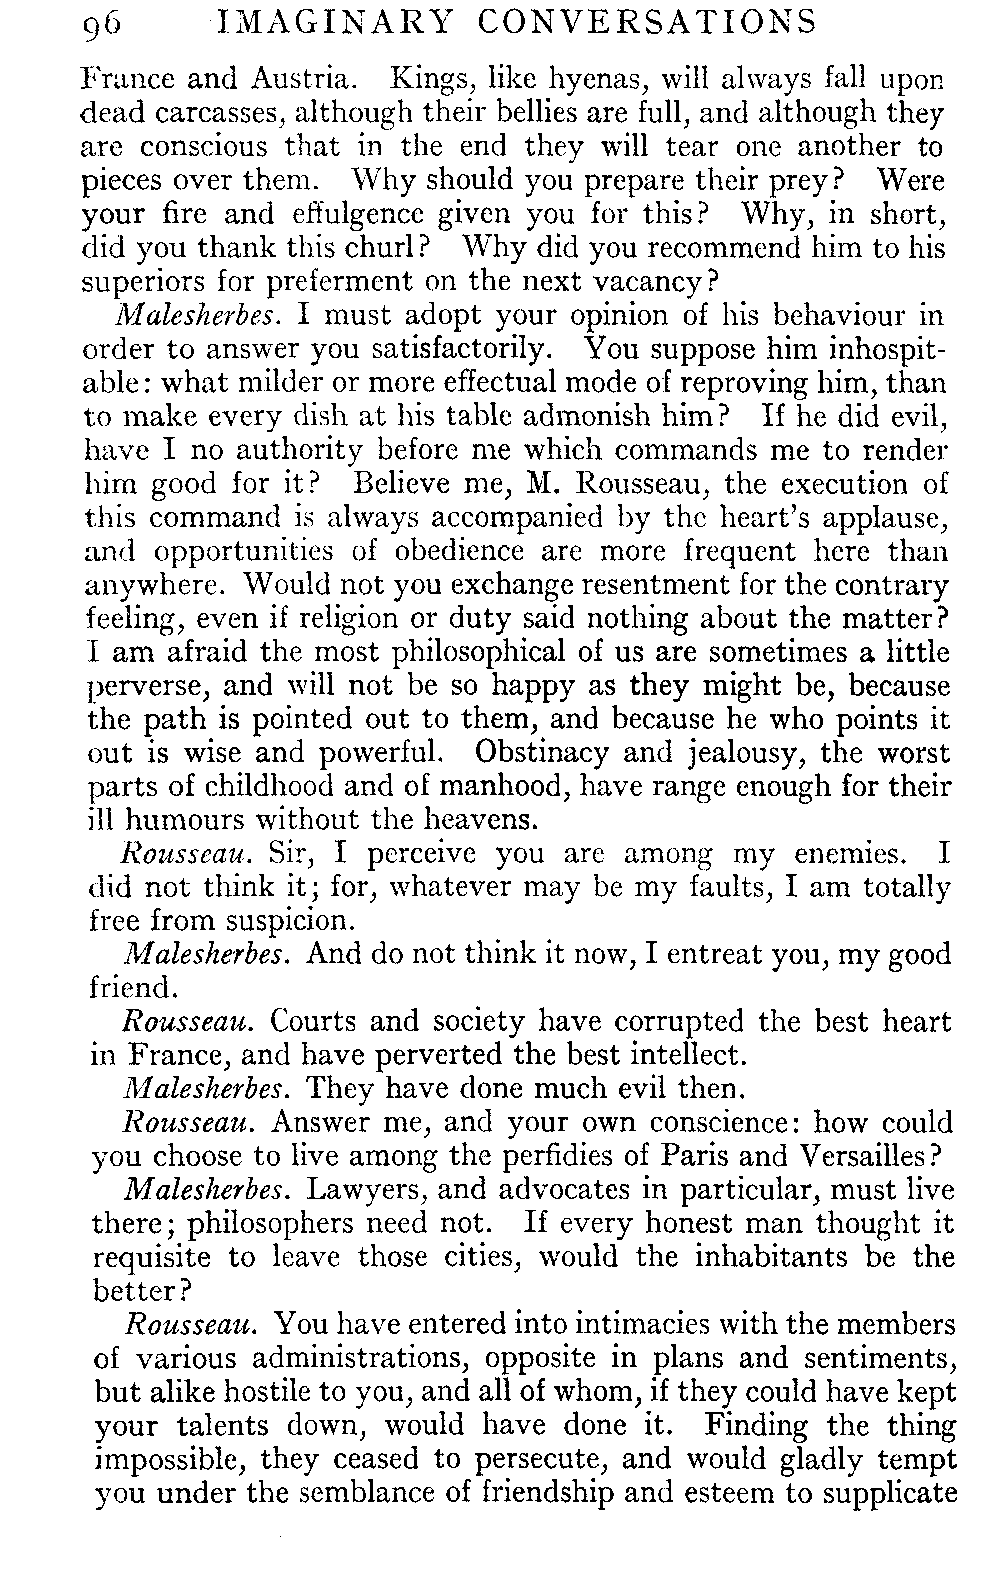 96 IMAGINARY CONVERSATIONS
France and Austria. Kings, like hyenas, will always fall upon
dead carcasses, although their bellies are full, and although they
are conscious that in the end they will tear one another to
pieces over them. Why should you prepare their prey? Were
your fire and effulgence given you for this? Why, in short,
did you thank this churl? Why did you recommend him to his
superiors for preferment on the next vacancy?
Malesherbes. I must adopt your opinion of his behaviour in
order to answer you satisfactorily. You suppose him inhospit-
able: what milder or more effectual mode of reproving him, than
to make every dish at his table admonish him? If he did evil,
have I no authority before me which commands me to render
him good for it? Believe me, M. Rousseau, the execution of
this command is always accompanied by the heart's applause,
and opportunities of obedience are more frequent here than
anywhere. Would not you exchange resentment for the contrary
feeling, even if religion or duty said nothing about the matter?
I am afraid the most philosophical of us are sometimes a little
perverse, and will not be so happy as they might be, because
the path is pointed out to them, and because he who points it
out is wise and powerful. Obstinacy and jealousy, the worst
parts of childhood and of manhood, have range enough for their
ill humours without the heavens.
Rousseau. Sir, I perceive you are among my enemies. I
did not think it; for, whatever may be my faults, I am totally
free from suspicion.
Malesherbes. And do not think it now, I entreat you, my good
friend.
Rousseau. Courts and society have corrupted the best heart
in France, and have perverted the best intellect.
Malesherbes. They have done much evil then.
Rousseau. Answer me, and your own conscience: how could
you choose to live among the perfidies of Paris and Versailles?
Malesherbes. Lawyers, and advocates in particular, must live
there; philosophers need not. If every honest man thought it
requisite to leave those cities, would the inhabitants be the
better?
Rousseau. You have entered into intimacies with the members
of various administrations, opposite in plans and sentiments,
but alike hostile to you, and all of whom, if they could have kept
your talents down, would have done it. Finding the thing
impossible, they ceased to persecute, and would gladly tempt
you under the semblance of friendship and esteem to supplicate